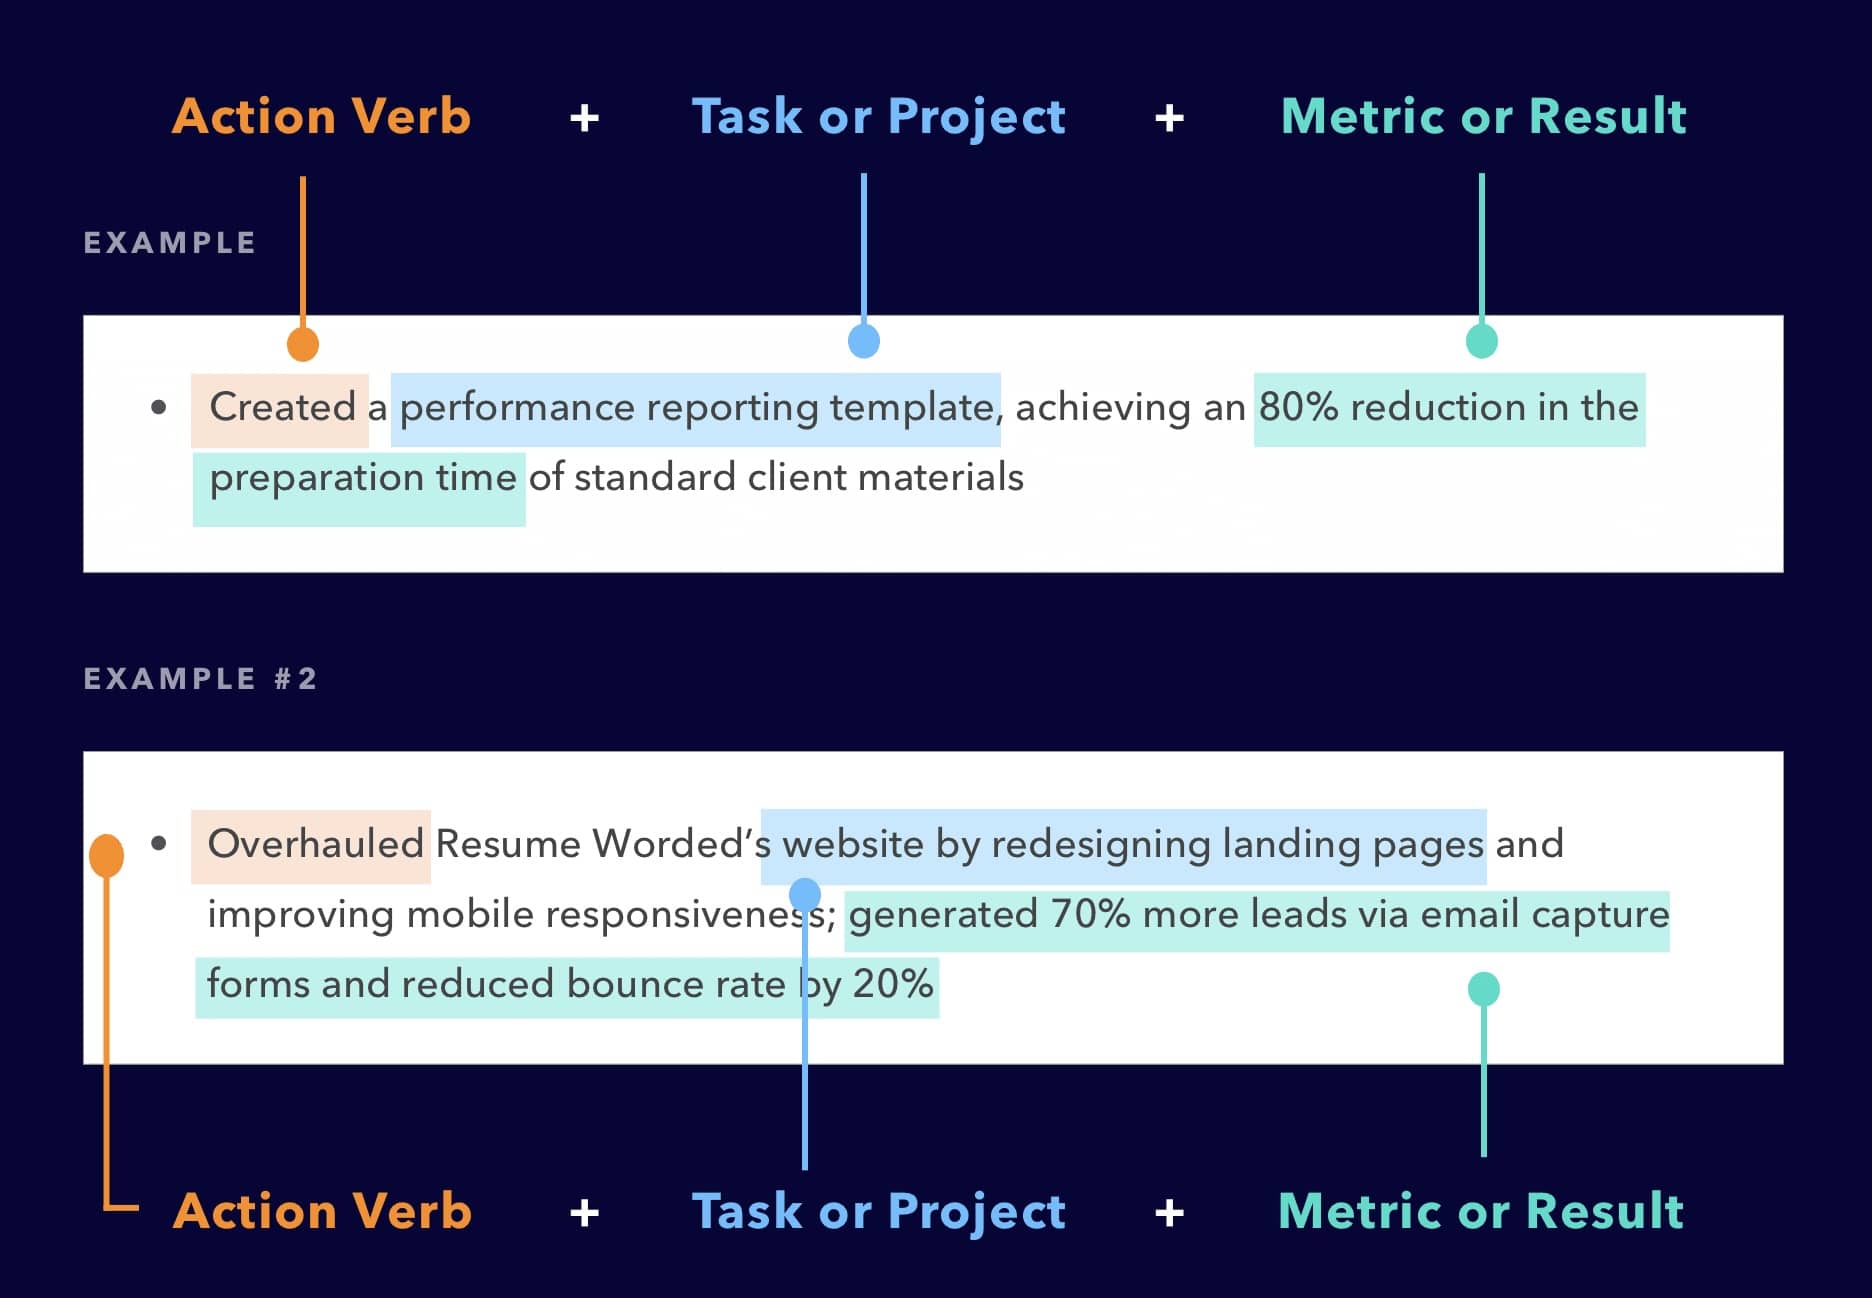 Action Verb + Task or Project + Metric or Result
EXAMPLE
• Created a performance reporting template, achieving an 80% reduction in the
preparation time of standard client materials
EXAMPLE #2
• Overhauled Resume Worded’s website by redesigning landing pages and
improving mobile responsiveness; generated 70% more leads via email capture
forms and reduced bounce rate by 20%
Action Verb + Task or Project + Metric or Result